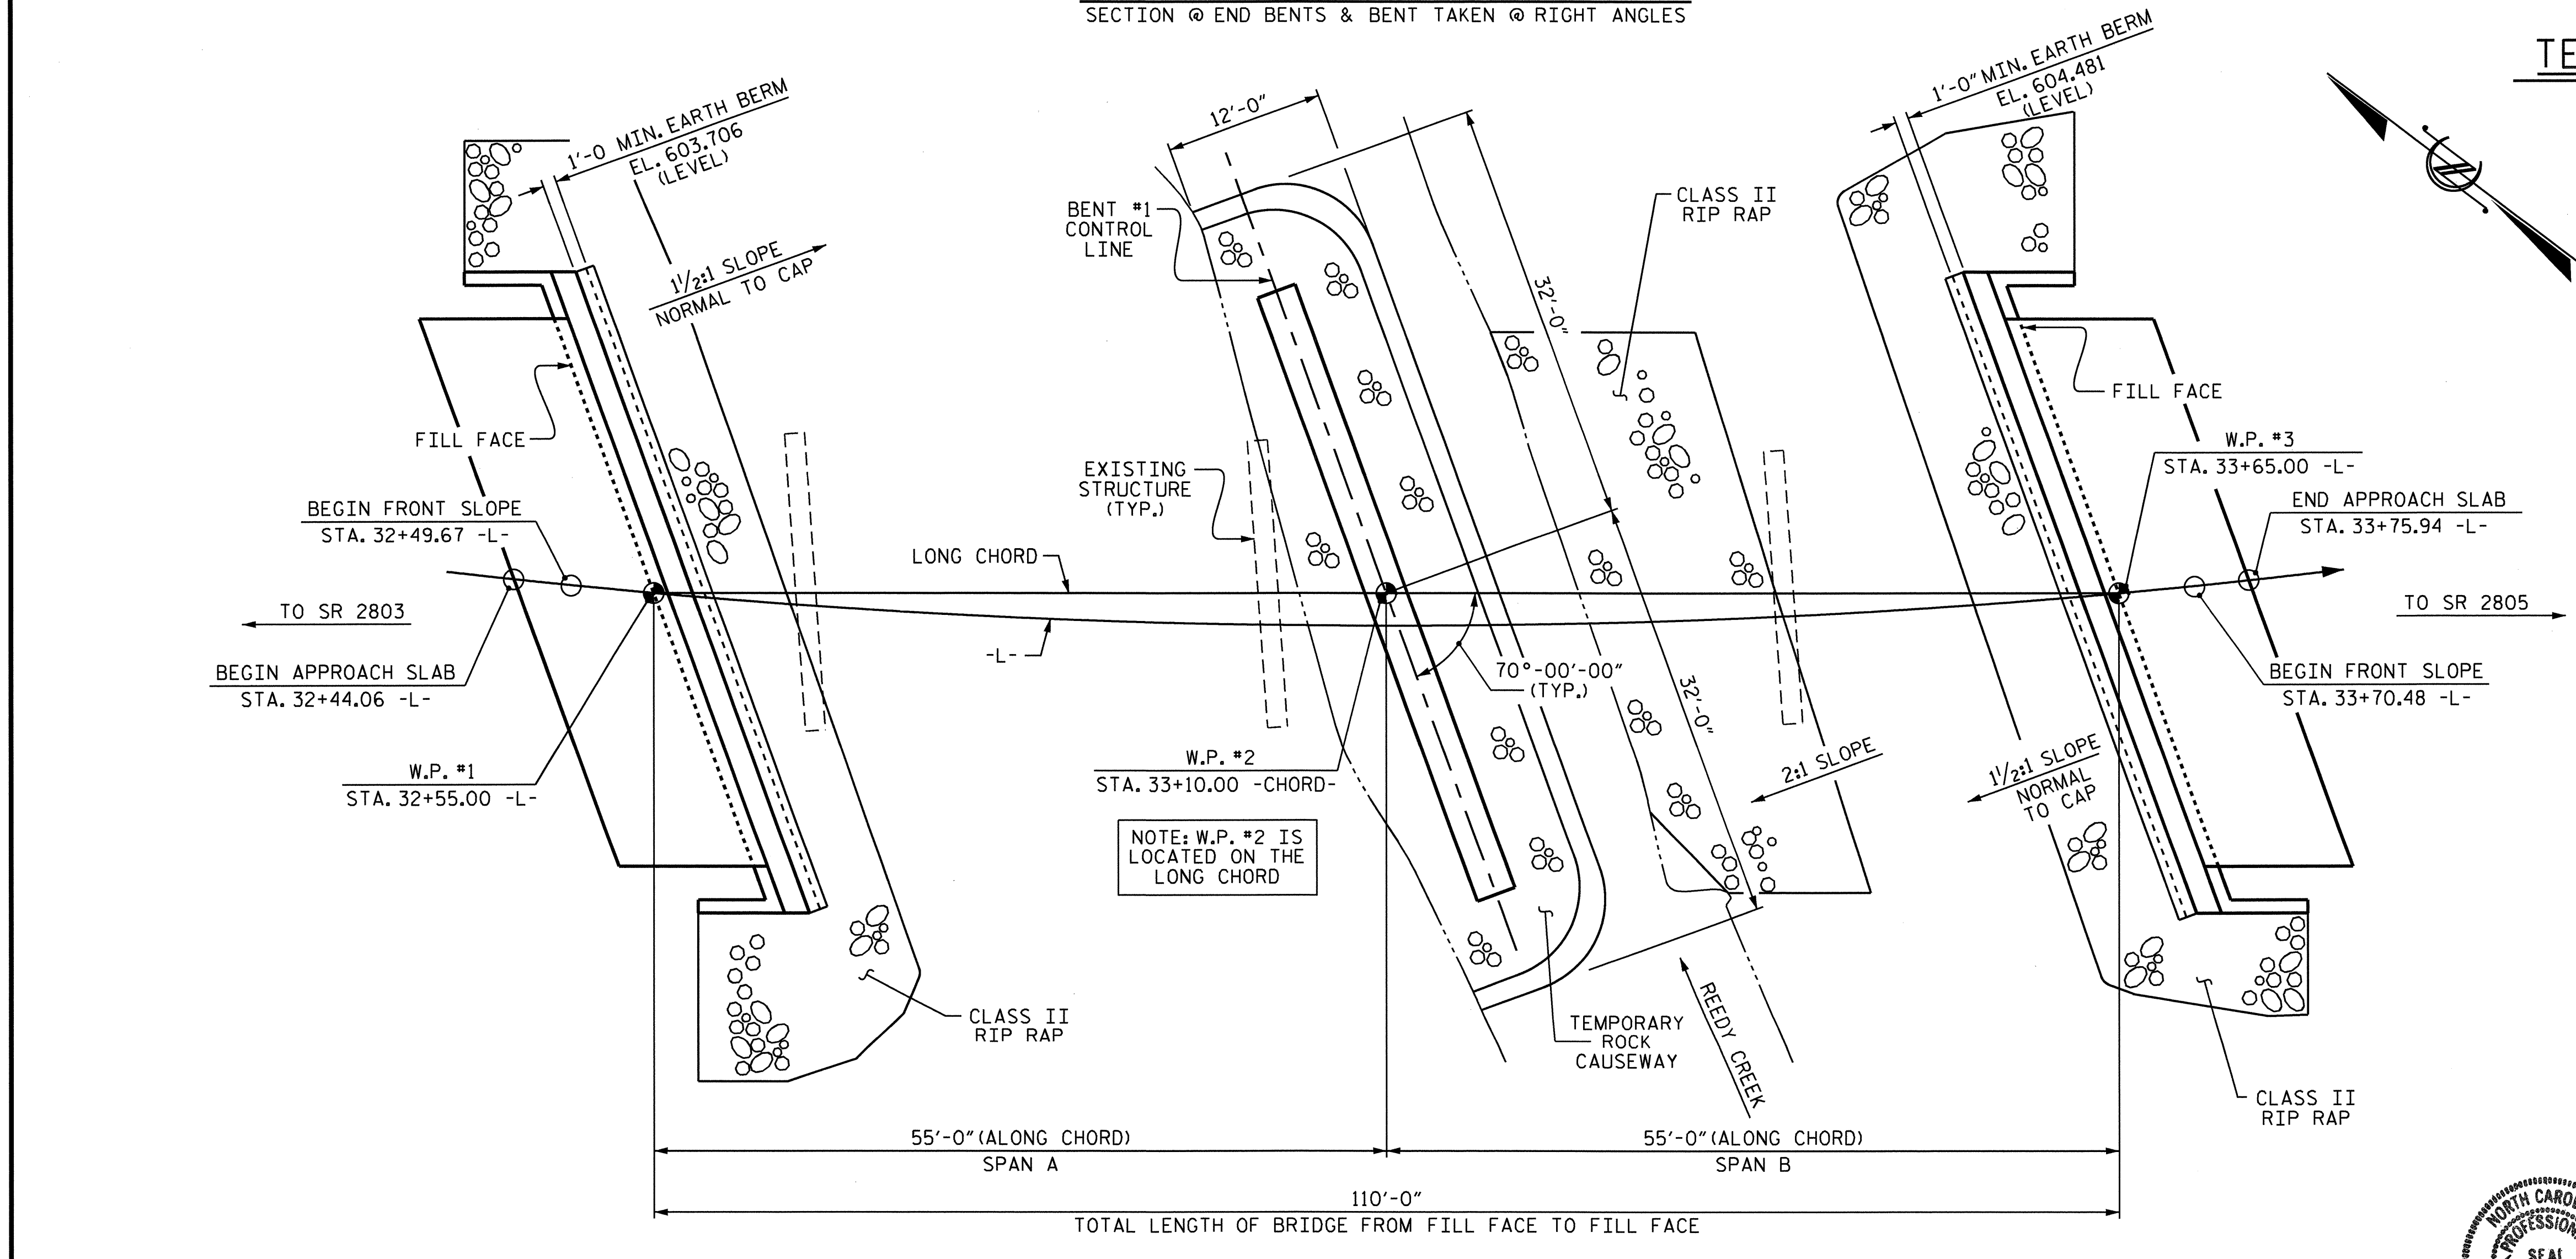 SECTION @ END BENTS & BENT TAKEN @ RIGHT ANGLES
TE
1'-0 MIN. EARTH BERM
EL. 603.706
(LEVEL)
1½:1 SLOPE
NORMAL TO CAP
12'-0"
BENT #1
CONTROL
LINE
32'-0"
CLASS II
RIP RAP
1'-0" MIN. EARTH BERM
EL. 604.481
(LEVEL)
FILL FACE
FILL FACE
W.P. #3
STA. 33+65.00 -L-
EXISTING
STRUCTURE
(TYP.)
BEGIN FRONT SLOPE
STA. 32+49.67 -L-
END APPROACH SLAB
STA. 33+75.94 -L-
LONG CHORD
TO SR 2803
TO SR 2805
-L-
BEGIN APPROACH SLAB
STA. 32+44.06 -L-
70°-00'-00"
(TYP.)
32'-0"
BEGIN FRONT SLOPE
STA. 33+70.48 -L-
W.P. #1
STA. 32+55.00 -L-
W.P. #2
STA. 33+10.00 -CHORD-
2:1 SLOPE
1½:1 SLOPE
NORMAL
TO CAP
NOTE: W.P. #2 IS
LOCATED ON THE
LONG CHORD
CLASS II
RIP RAP
TEMPORARY
ROCK
CAUSEWAY
REEDY CREEK
CLASS II
RIP RAP
55'-0" (ALONG CHORD)
SPAN A
55'-0" (ALONG CHORD)
SPAN B
110'-0"
TOTAL LENGTH OF BRIDGE FROM FILL FACE TO FILL FACE
NORTH CARO
PROFESSION
SEAL